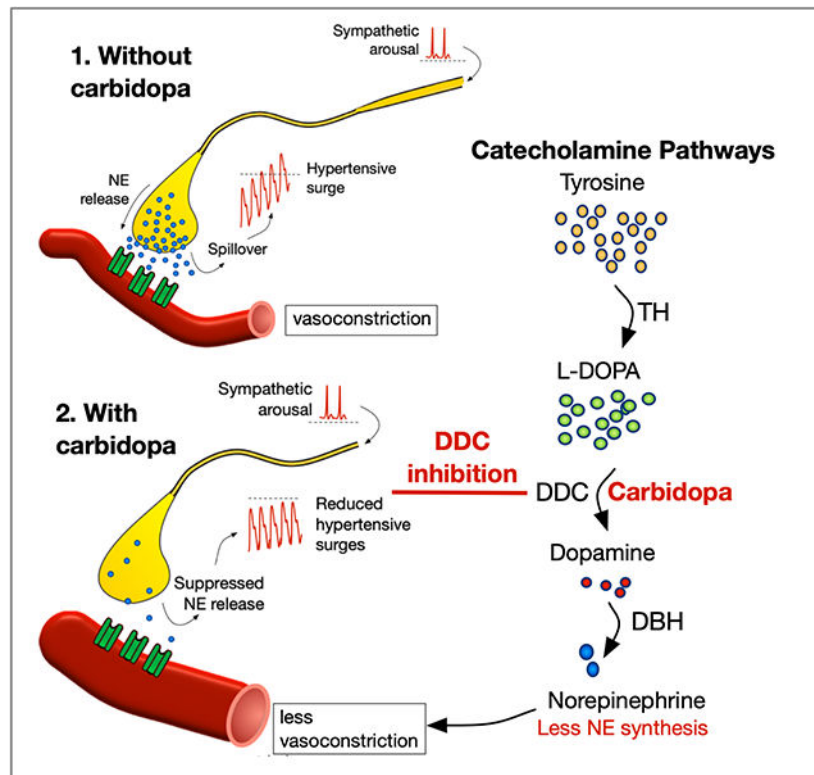 1. Without
carbidopa
Sympathetic
arousal
NE
release
Hypertensive
surge
Spillover
vasoconstriction
2. With
carbidopa
Sympathetic
arousal
Reduced
hypertensive
surges
Suppressed
NE release
less
vasoconstriction
Catecholamine Pathways
Tyrosine
TH
L-DOPA
DDC
inhibition
DDC
Carbidopa
Dopamine
DBH
Norepinephrine
Less NE synthesis